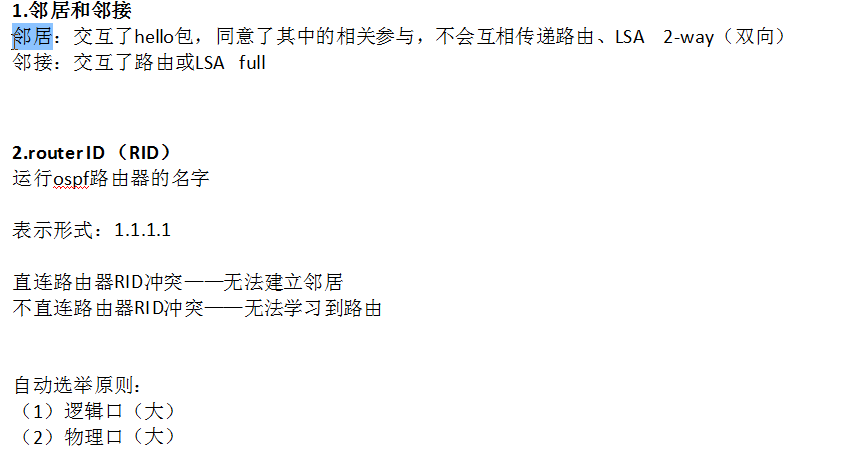 1.邻居和邻接
邻居：交互了hello包，同意了其中的相关参与，不会互相传递路由、LSA 2-way（双向）
邻接：交互了路由或LSA full
2.router ID （RID）
运行ospf路由器的名字
表示形式：1.1.1.1
直连路由器RID冲突——无法建立邻居
不直连路由器RID冲突——无法学习到路由
自动选举原则：
（1）逻辑口（大）
（2）物理口（大）